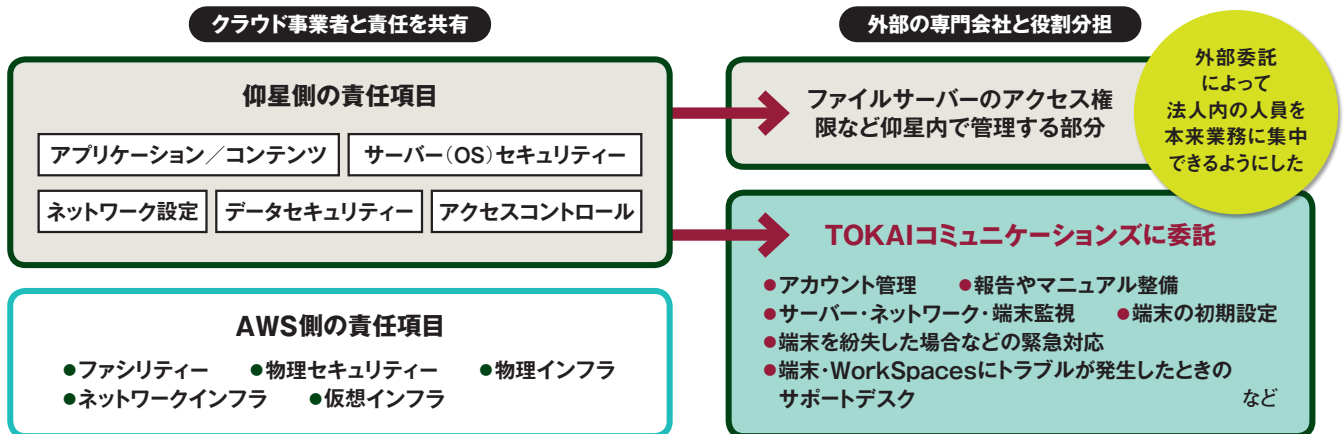 クラウド事業者と責任を共有
仰星側の責任項目
アプリケーション／コンテンツ
サーバー（OS）セキュリティー
ネットワーク設定
データセキュリティー
アクセスコントロール
AWS側の責任項目
●ファシリティー ●物理セキュリティー ●物理インフラ
●ネットワークインフラ ●仮想インフラ
外部の専門会社と役割分担
ファイルサーバーのアクセス権
限など仰星内で管理する部分
外部委託
によって
法人内の人員を
本来業務に集中
できるようにした
TOKAIコミュニケーションズに委託
●アカウント管理 ●報告やマニュアル整備
●サーバー・ネットワーク・端末監視 ●端末の初期設定
●端末を紛失した場合などの緊急対応
●端末・WorkSpacesにトラブルが発生したときの
サポートデスク など